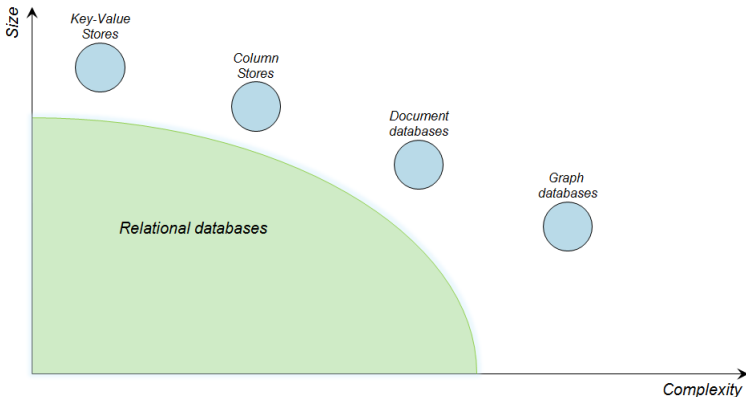 Size
Key-Value
Stores
Column
Stores
Document
databases
Graph
databases
Relational databases
Complexity